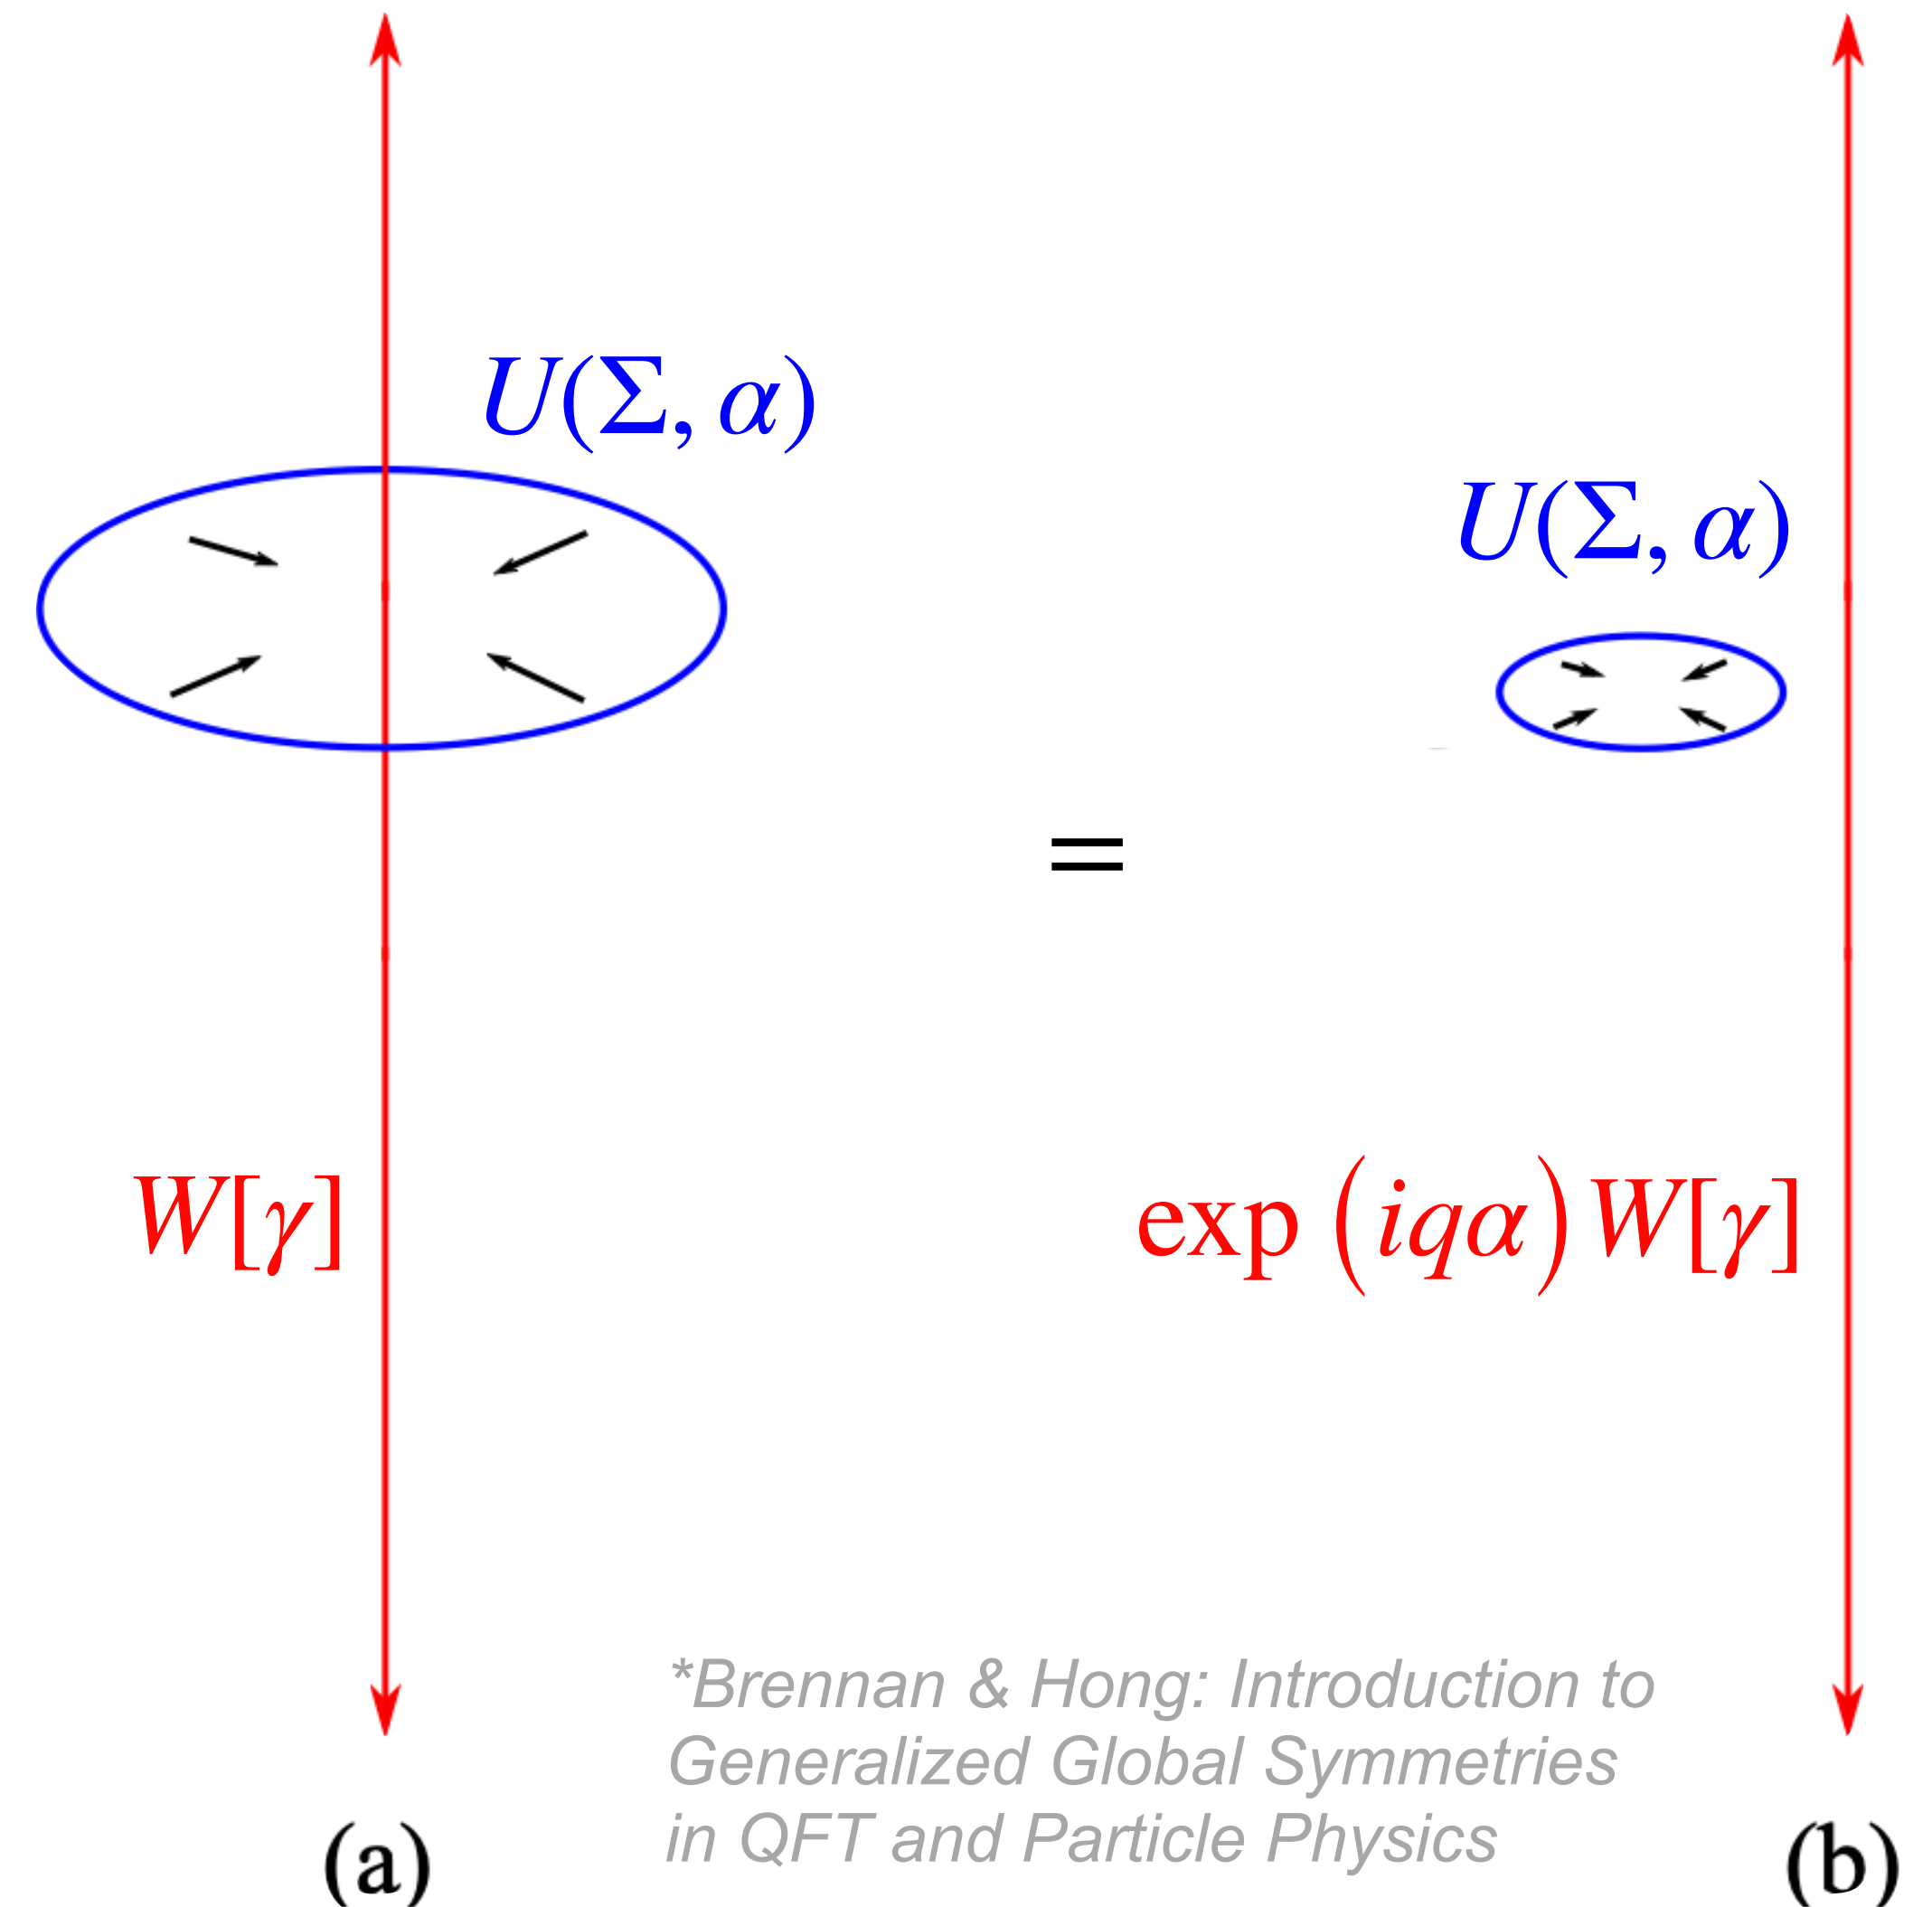 U(Σ, α)
U(Σ, α)
=
W[γ]
exp (iqα) W[γ]
*Brennan & Hong: Introduction to
Generalized Global Symmetries
in QFT and Particle Physics
(a)
(b)